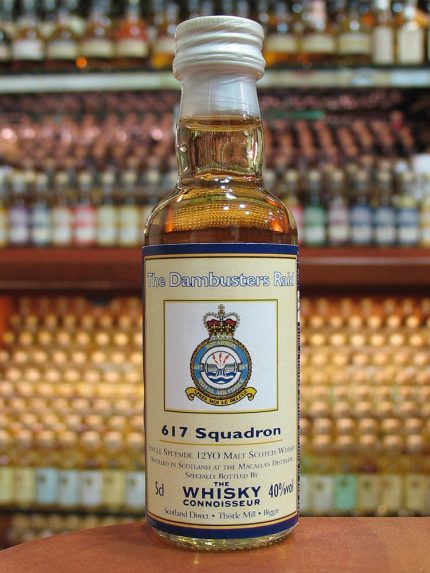 The Dambusters Raid
617 Squadron
Single Speyside 12YO Malt Scotch Whisky
Distilled in Scotland at the Macallan Distillery
Specially Bottled By
THE
WHISKY
CONNOISSEUR
5cl
40%vol
Scotland Direct • Thistle Mill • Biggar